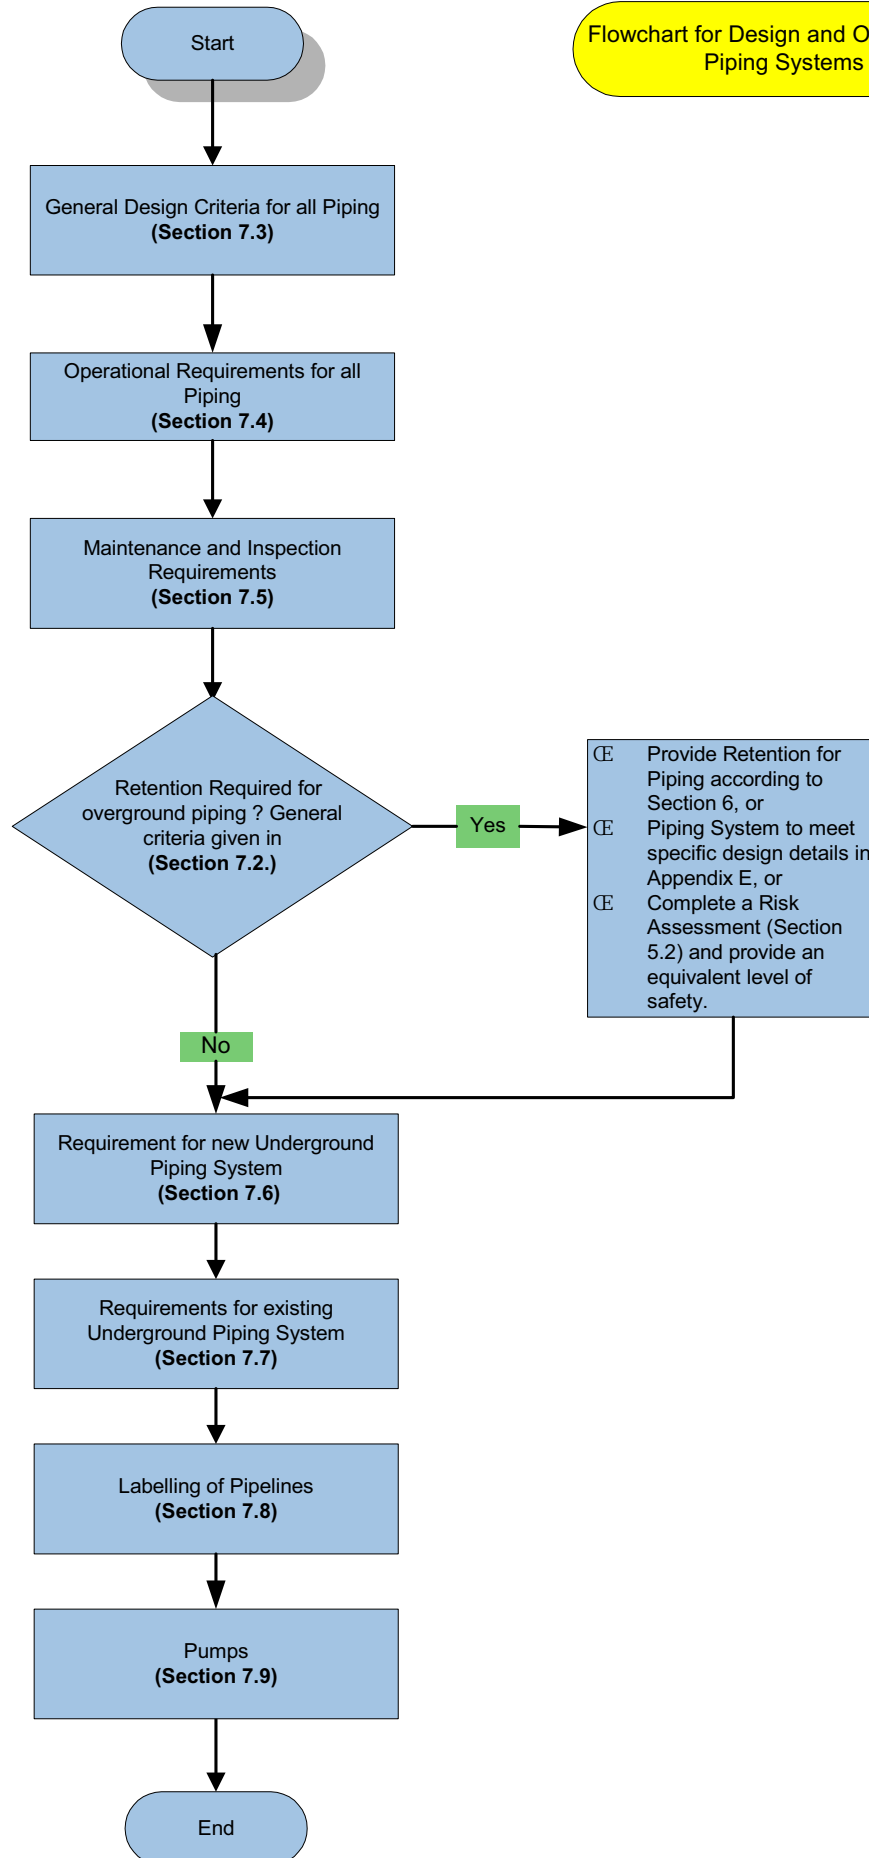 Start
Flowchart for Design and O
Piping Systems
General Design Criteria for all Piping
(Section 7.3)
Operational Requirements for all
Piping
(Section 7.4)
Maintenance and Inspection
Requirements
(Section 7.5)
Retention Required for
overground piping ? General
criteria given in
(Section 7.2.)
Yes
Œ Provide Retention for
Piping according to
Section 6, or
Œ Piping System to meet
specific design details in
Appendix E, or
Œ Complete a Risk
Assessment (Section
5.2) and provide an
equivalent level of
safety.
No
Requirement for new Underground
Piping System
(Section 7.6)
Requirements for existing
Underground Piping System
(Section 7.7)
Labelling of Pipelines
(Section 7.8)
Pumps
(Section 7.9)
End